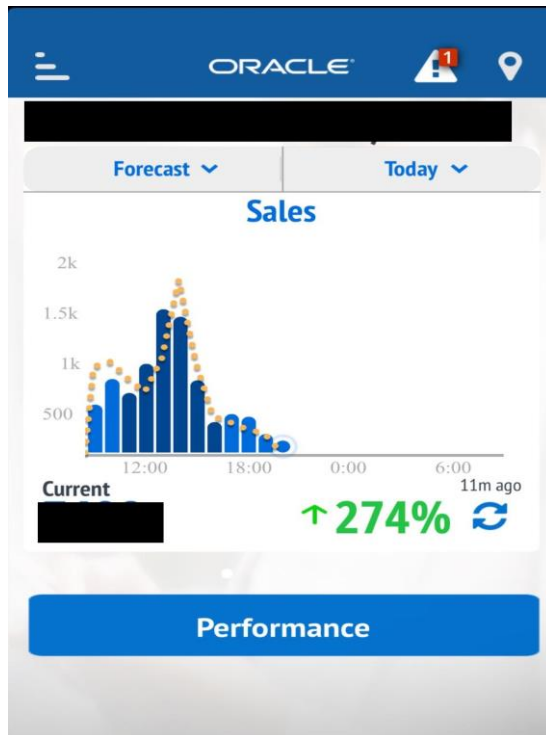 ORACLE
1
Forecast Today
Sales
2k
1.5k
1k
500
12:00 18:00 0:00 6:00
11m ago
Current
↑274%
Performance